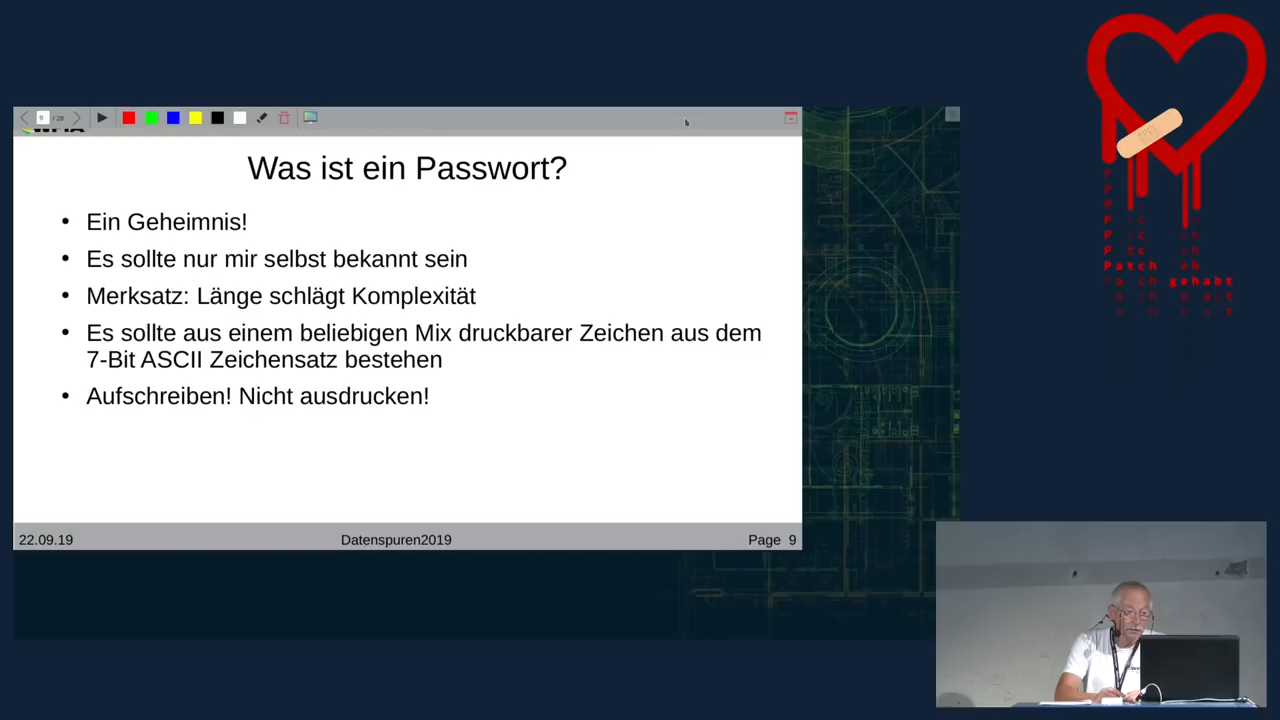 9 / 28
Was ist ein Passwort?
• Ein Geheimnis!
• Es sollte nur mir selbst bekannt sein
• Merksatz: Länge schlägt Komplexität
• Es sollte aus einem beliebigen Mix druckbarer Zeichen aus dem
7-Bit ASCII Zeichensatz bestehen
• Aufschreiben! Nicht ausdrucken!
22.09.19 Datenspuren2019 Page 9
Patch
gehabt